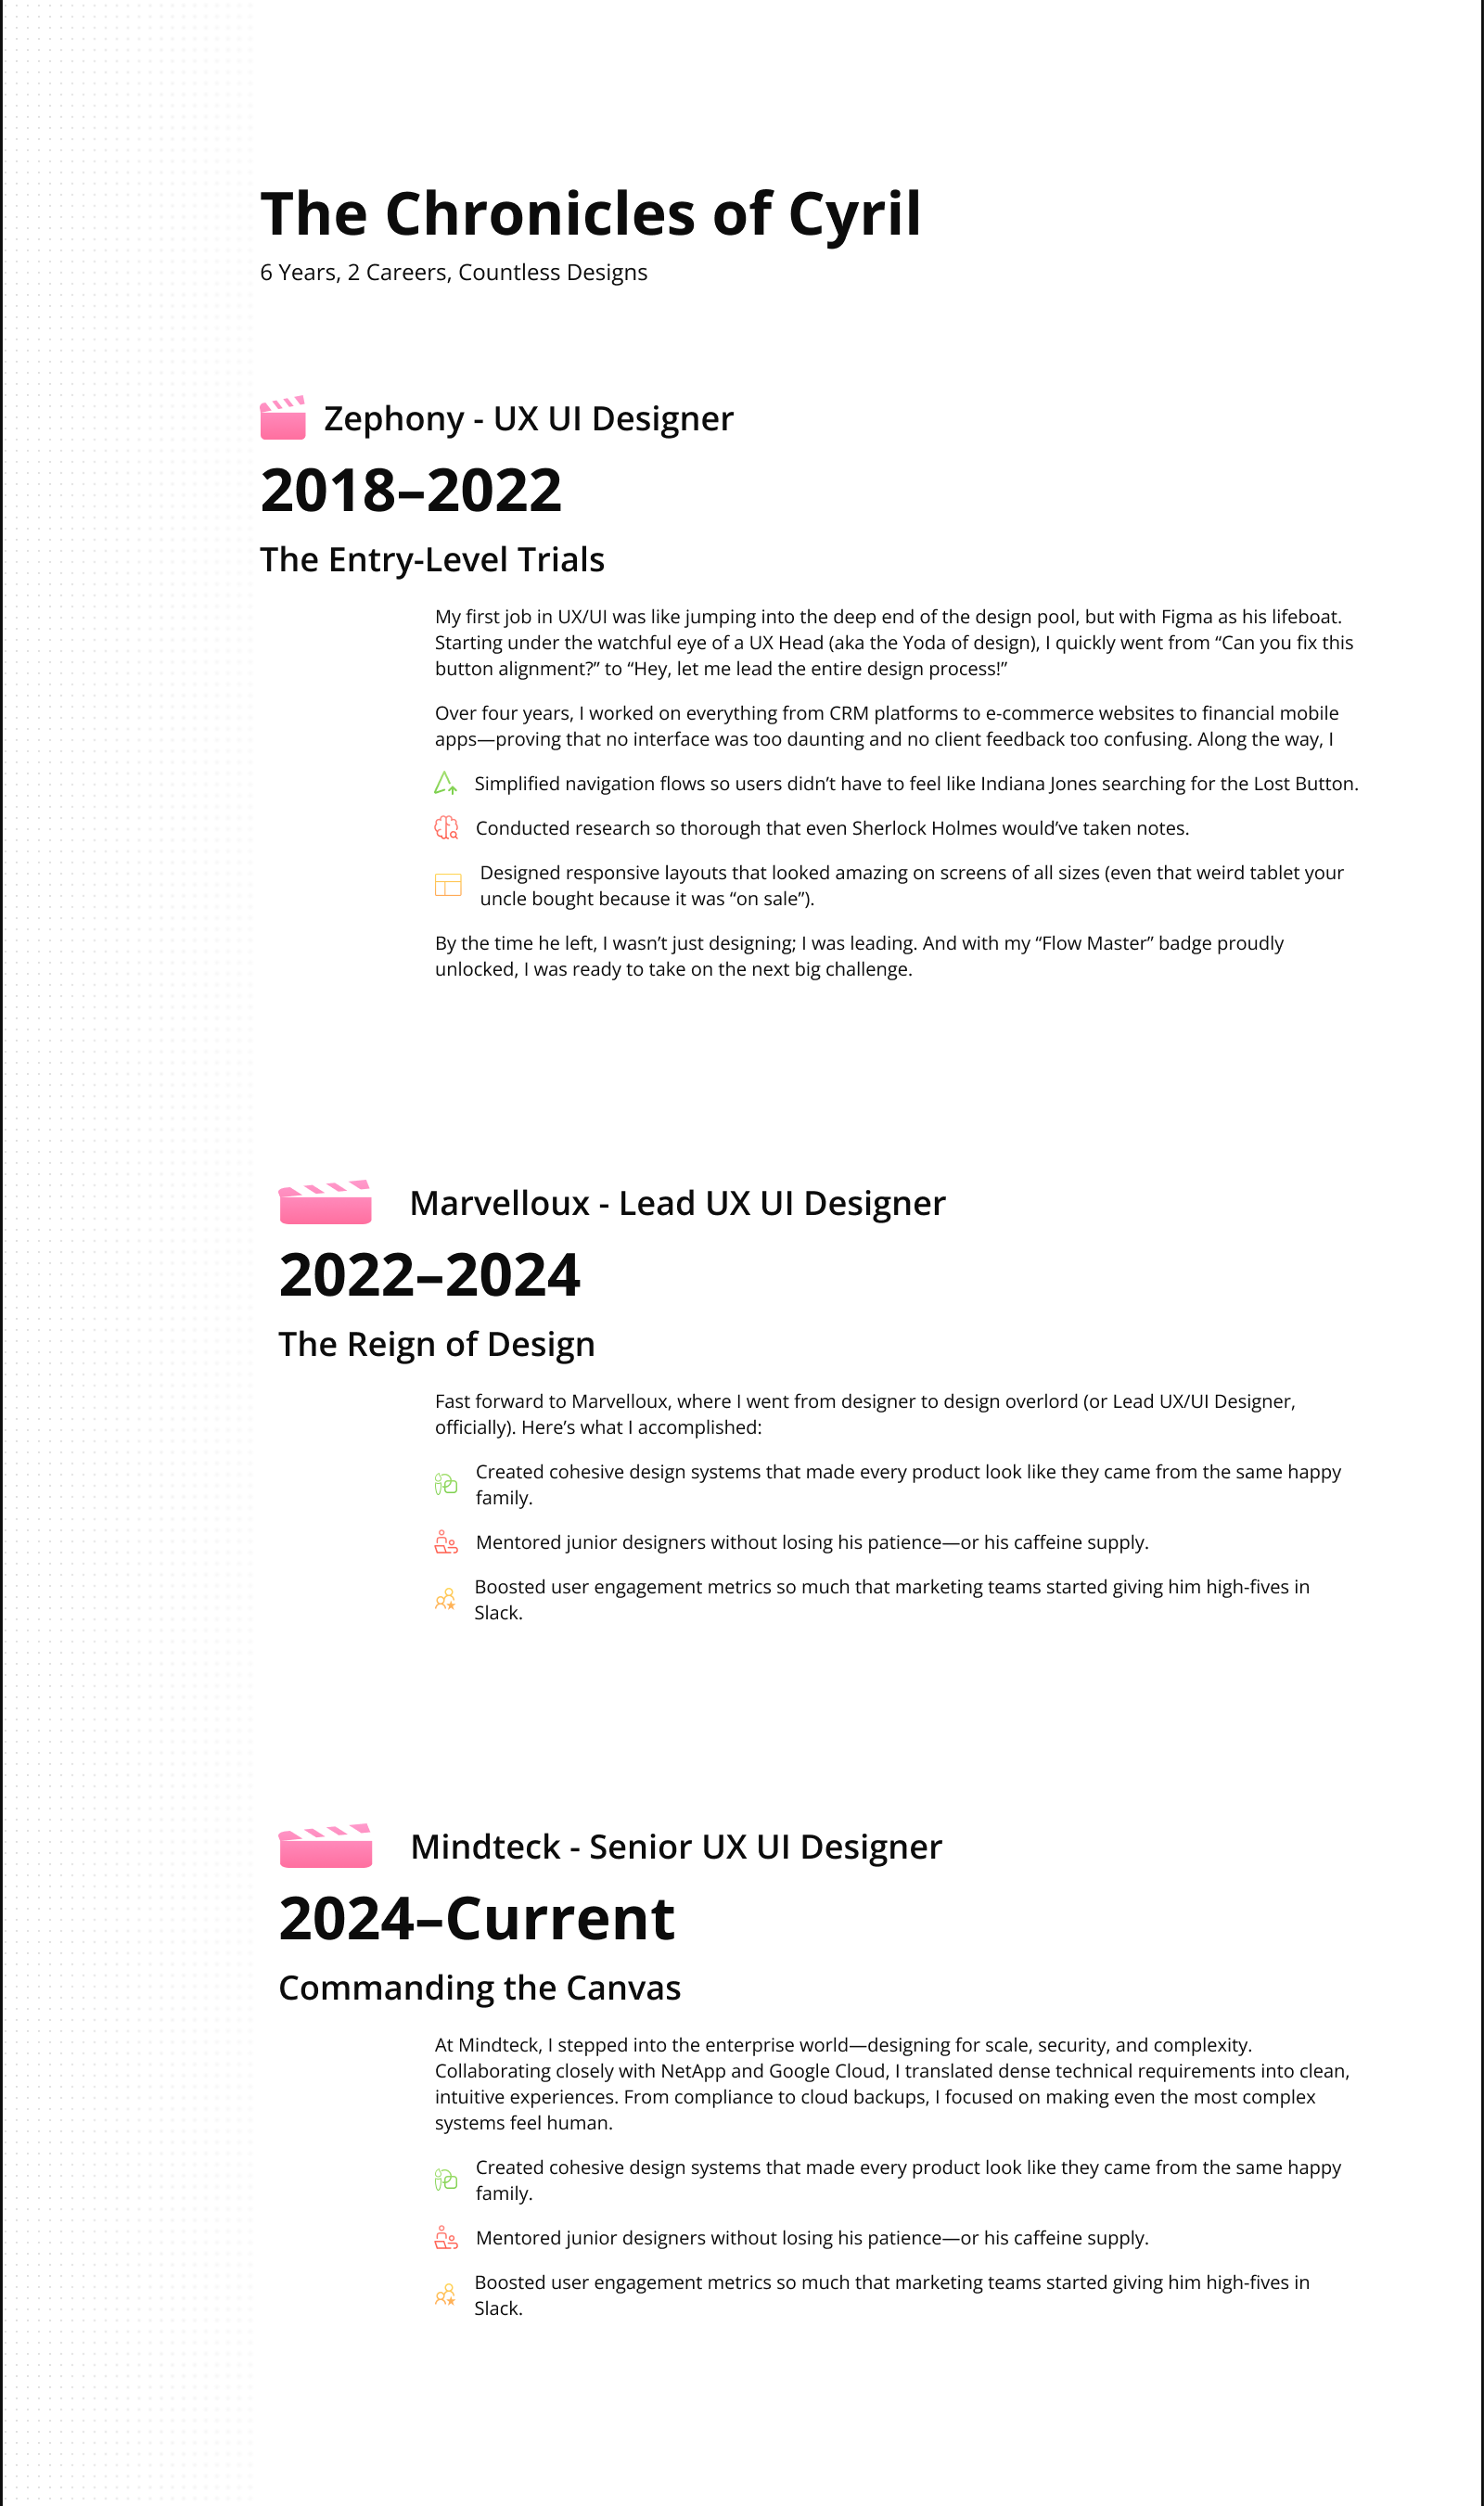 The Chronicles of Cyril
6 Years, 2 Careers, Countless Designs
Zephony - UX UI Designer
2018–2022
The Entry-Level Trials
My first job in UX/UI was like jumping into the deep end of the design pool, but with Figma as his lifeboat.
Starting under the watchful eye of a UX Head (aka the Yoda of design), I quickly went from “Can you fix this
button alignment?” to “Hey, let me lead the entire design process!”
Over four years, I worked on everything from CRM platforms to e-commerce websites to financial mobile
apps—proving that no interface was too daunting and no client feedback too confusing. Along the way, I
Simplified navigation flows so users didn’t have to feel like Indiana Jones searching for the Lost Button.
Conducted research so thorough that even Sherlock Holmes would’ve taken notes.
Designed responsive layouts that looked amazing on screens of all sizes (even that weird tablet your
uncle bought because it was “on sale”).
By the time he left, I wasn’t just designing; I was leading. And with my “Flow Master” badge proudly
unlocked, I was ready to take on the next big challenge.
Marvelloux - Lead UX UI Designer
2022–2024
The Reign of Design
Fast forward to Marvelloux, where I went from designer to design overlord (or Lead UX/UI Designer,
officially). Here’s what I accomplished:
Created cohesive design systems that made every product look like they came from the same happy
family.
Mentored junior designers without losing his patience—or his caffeine supply.
Boosted user engagement metrics so much that marketing teams started giving him high-fives in
Slack.
Mindteck - Senior UX UI Designer
2024–Current
Commanding the Canvas
At Mindteck, I stepped into the enterprise world—designing for scale, security, and complexity.
Collaborating closely with NetApp and Google Cloud, I translated dense technical requirements into clean,
intuitive experiences. From compliance to cloud backups, I focused on making even the most complex
systems feel human.
Created cohesive design systems that made every product look like they came from the same happy
family.
Mentored junior designers without losing his patience—or his caffeine supply.
Boosted user engagement metrics so much that marketing teams started giving him high-fives in
Slack.